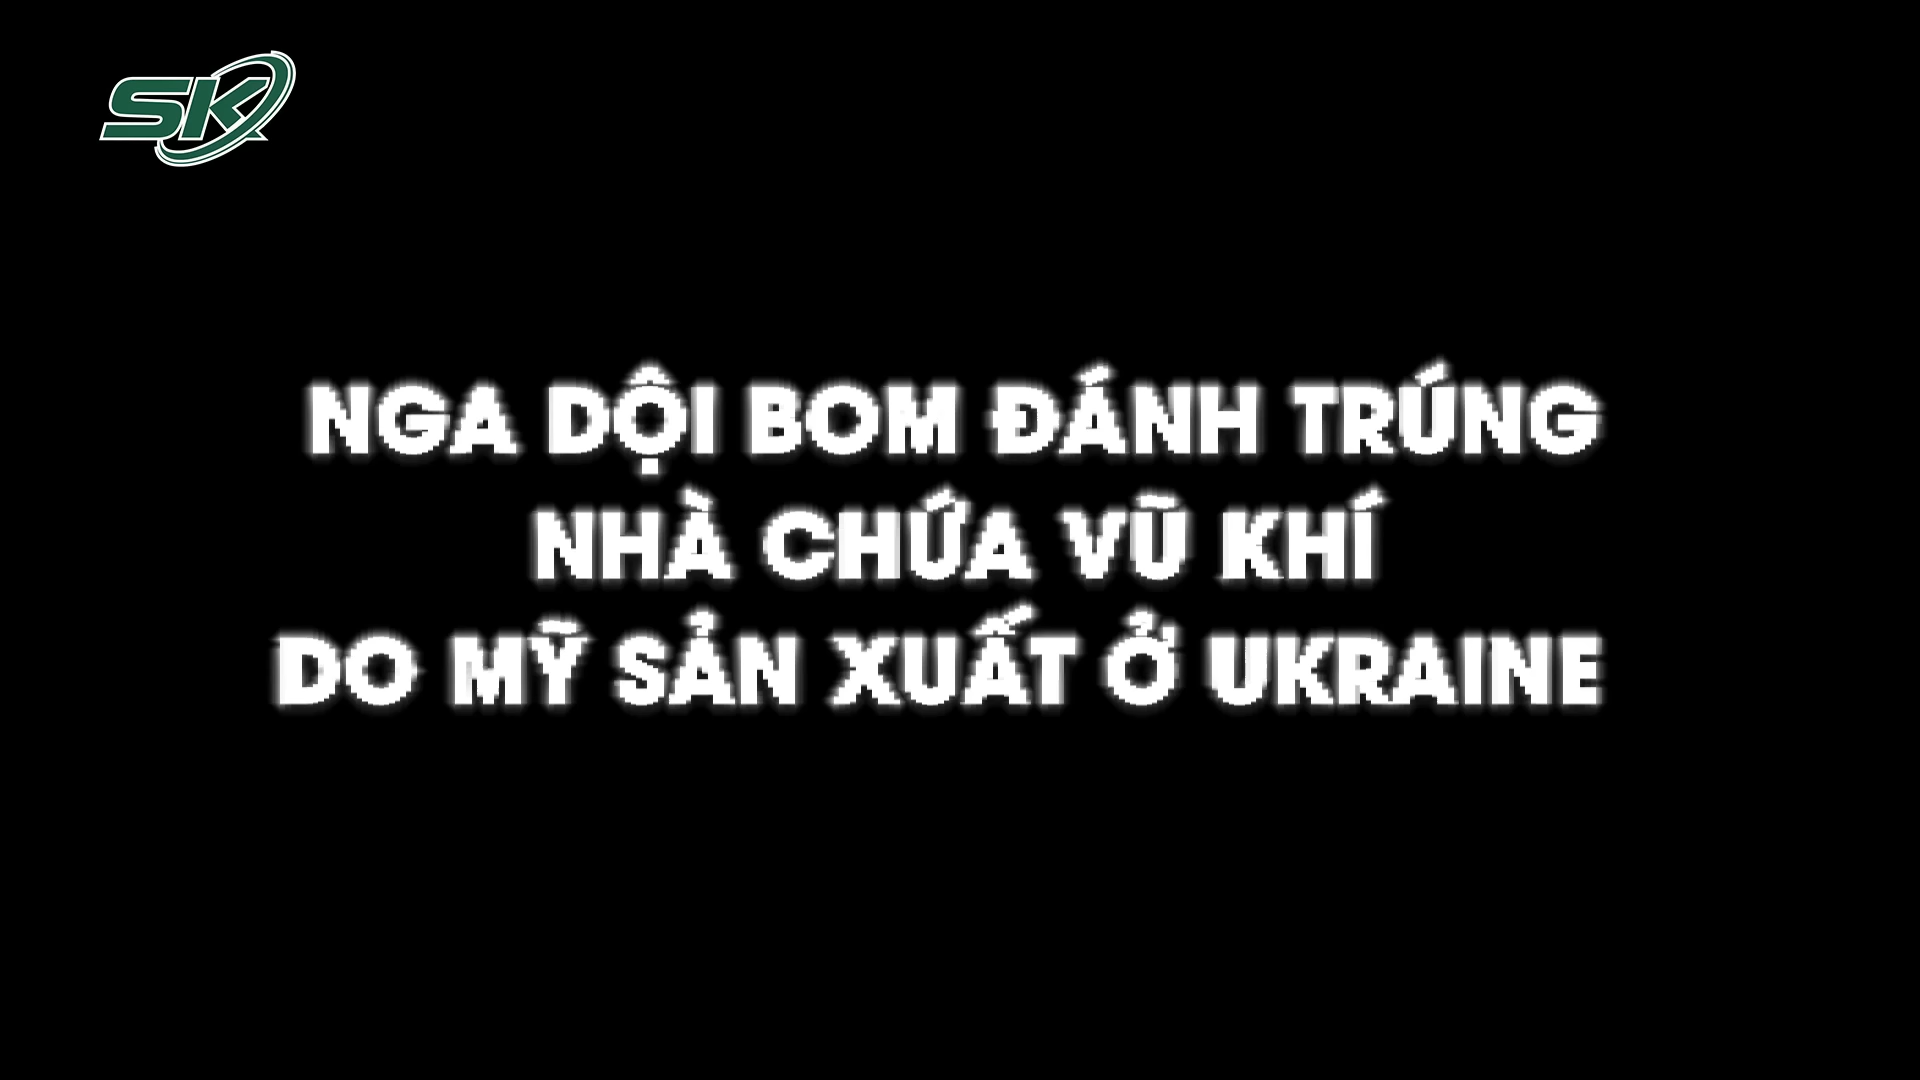 SK
NGA DỘI BOM ĐÁNH TRÚNG
NHÀ CHỨA VŨ KHÍ
DO MỸ SẢN XUẤT Ở UKRAINE